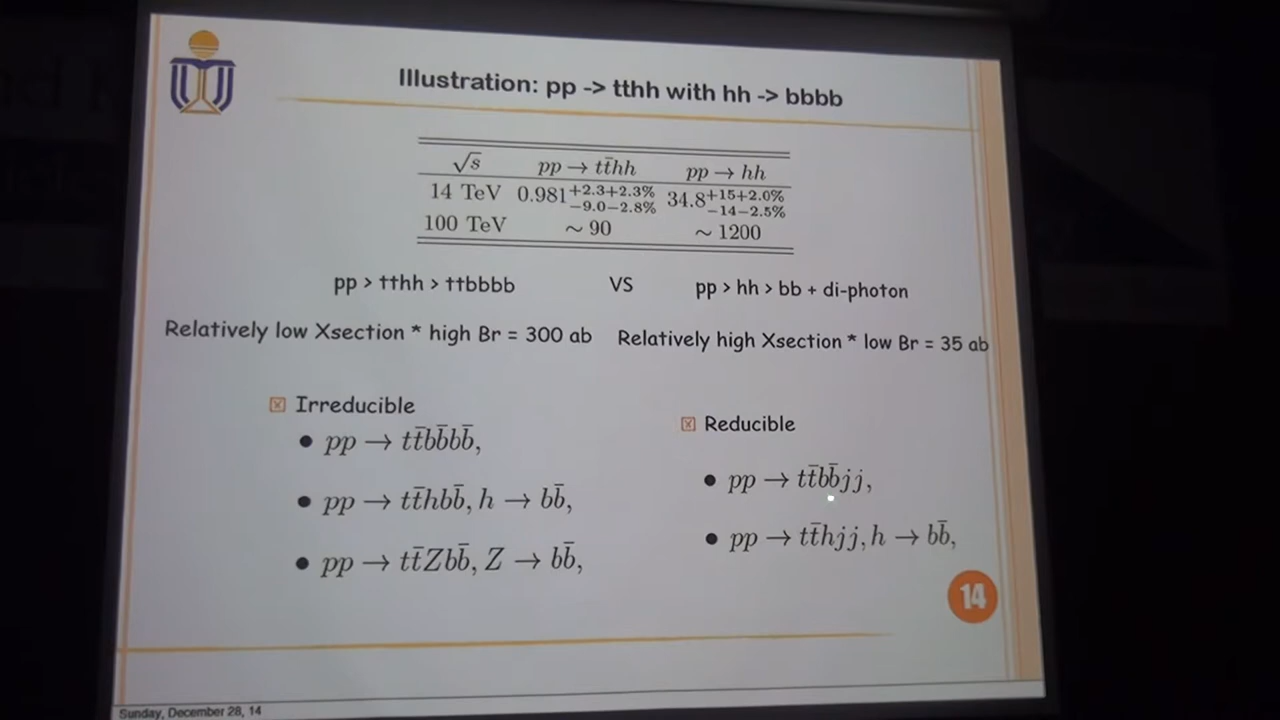 Illustration: pp -> tthh with hh -> bbbb
√s pp → tt̄hh pp → hh
14 TeV 0.981+2.3+2.3% −9.0−2.8% 34.8+15+2.0% −14−2.5%
100 TeV ∼ 90 ∼ 1200
pp > tthh > ttbbbb VS pp > hh > bb + di-photon
Relatively low Xsection * high Br = 300 ab Relatively high Xsection * low Br = 35 ab
Irreducible
• pp → tt̄bb̄bb̄,
• pp → tt̄hbb̄, h → bb̄,
• pp → tt̄Zbb̄, Z → bb̄,
Reducible
• pp → tt̄bb̄jj,
• pp → tt̄hjj, h → bb̄,
14
Sunday, December 28, 14